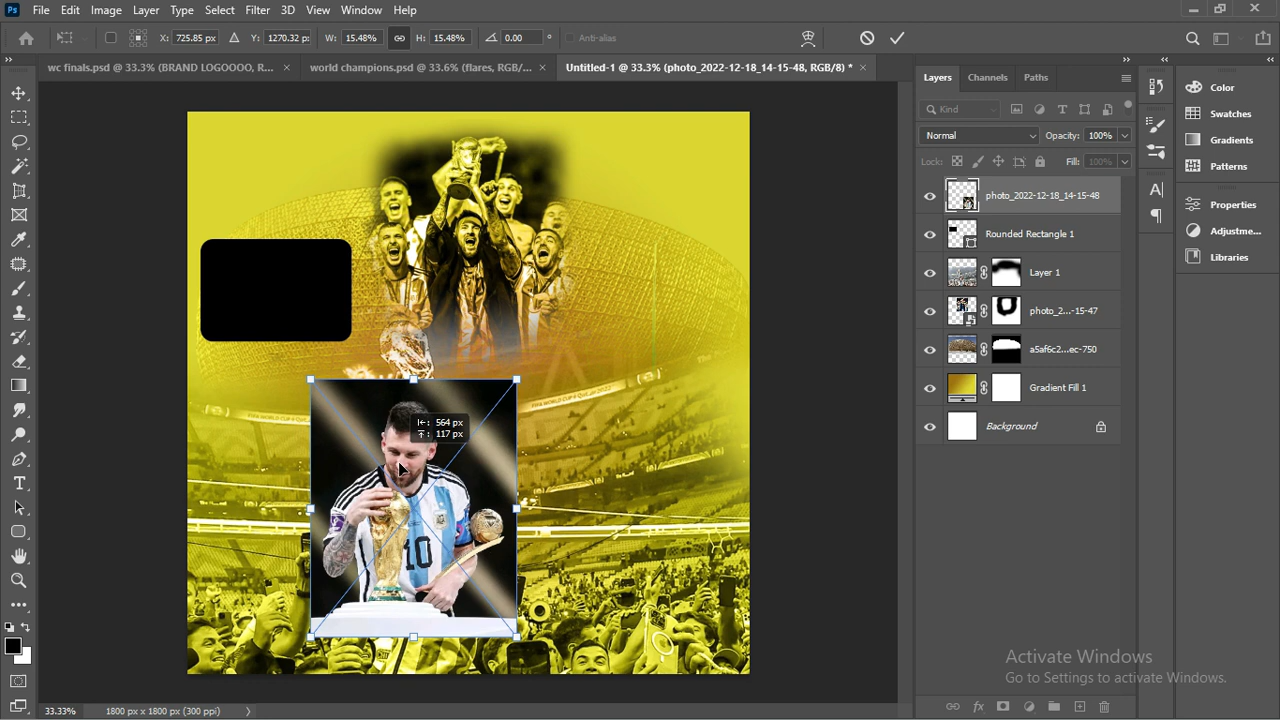 Ps File Edit Image Layer Type Select Filter 3D View Window Help
X: 725.85 px Y: 1270.32 p: W: 15.48% H: 15.48% 0.00 ° Anti-alias
wc finals.psd @ 33.3% (BRAND LOGOOOO, R... × world champions.psd @ 33.6% (flares, RGB/... × Untitled-1 @ 33.3% (photo_2022-12-18_14-15-48, RGB/8) * ×
Layers Channels Paths
Kind
Normal Opacity: 100%
Lock: Fill: 100%
photo_2022-12-18_14-15-48
Rounded Rectangle 1
Layer 1
photo_2...-15-47
a5af6c2...ec-750
Gradient Fill 1
Background
Color
Swatches
Gradients
Patterns
Properties
Adjustme...
Libraries
564 px
117 px
10
Activate Windows
Go to Settings to activate Windows.
33.33% 1800 px x 1800 px (300 ppi)